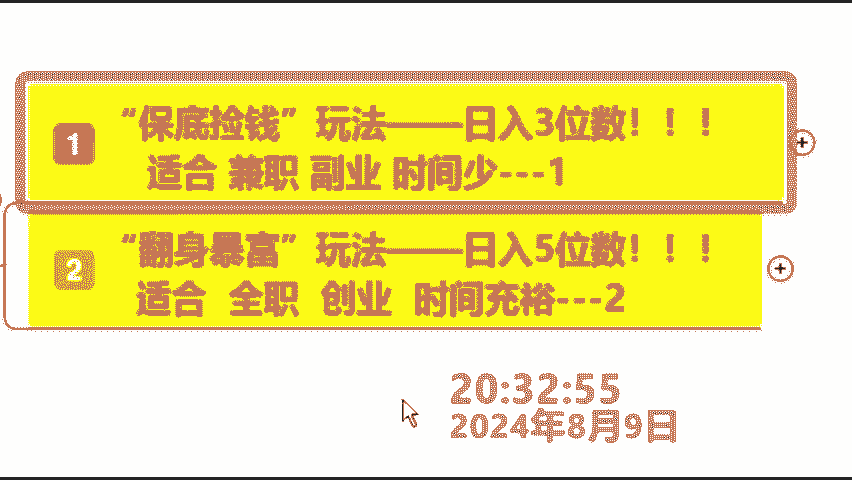 1
“保底捡钱”玩法——日入3位数！！！
适合 兼职 副业 时间少---1
2
“翻身暴富”玩法——日入5位数！！！
适合 全职 创业 时间充裕---2
20:32:55
2024年8月9日